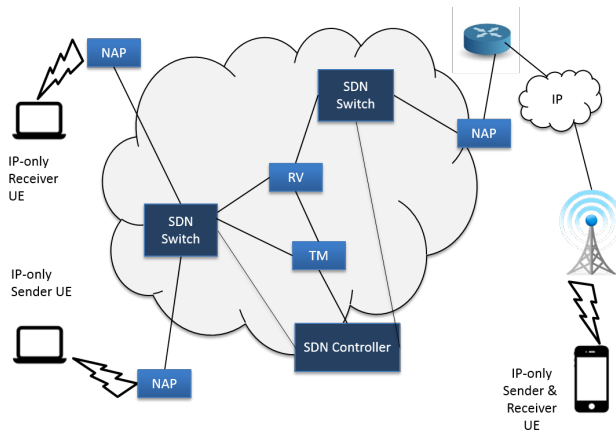 NAP
SDN
Switch
IP
NAP
IP-only
Receiver
UE
RV
SDN
Switch
TM
IP-only
Sender UE
SDN Controller
NAP
IP-only
Sender &
Receiver
UE